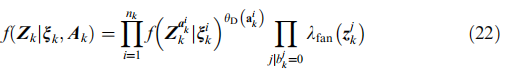 f(Z_k|ξ_k, A_k) = ∏_{i=1}^{n_k} f(Z_k^{a_k^i}|ξ_k^i)^{θ_D(a_k^i)} ∏_{j|b_k^j=0} λ_fan(z_k^j) (22)